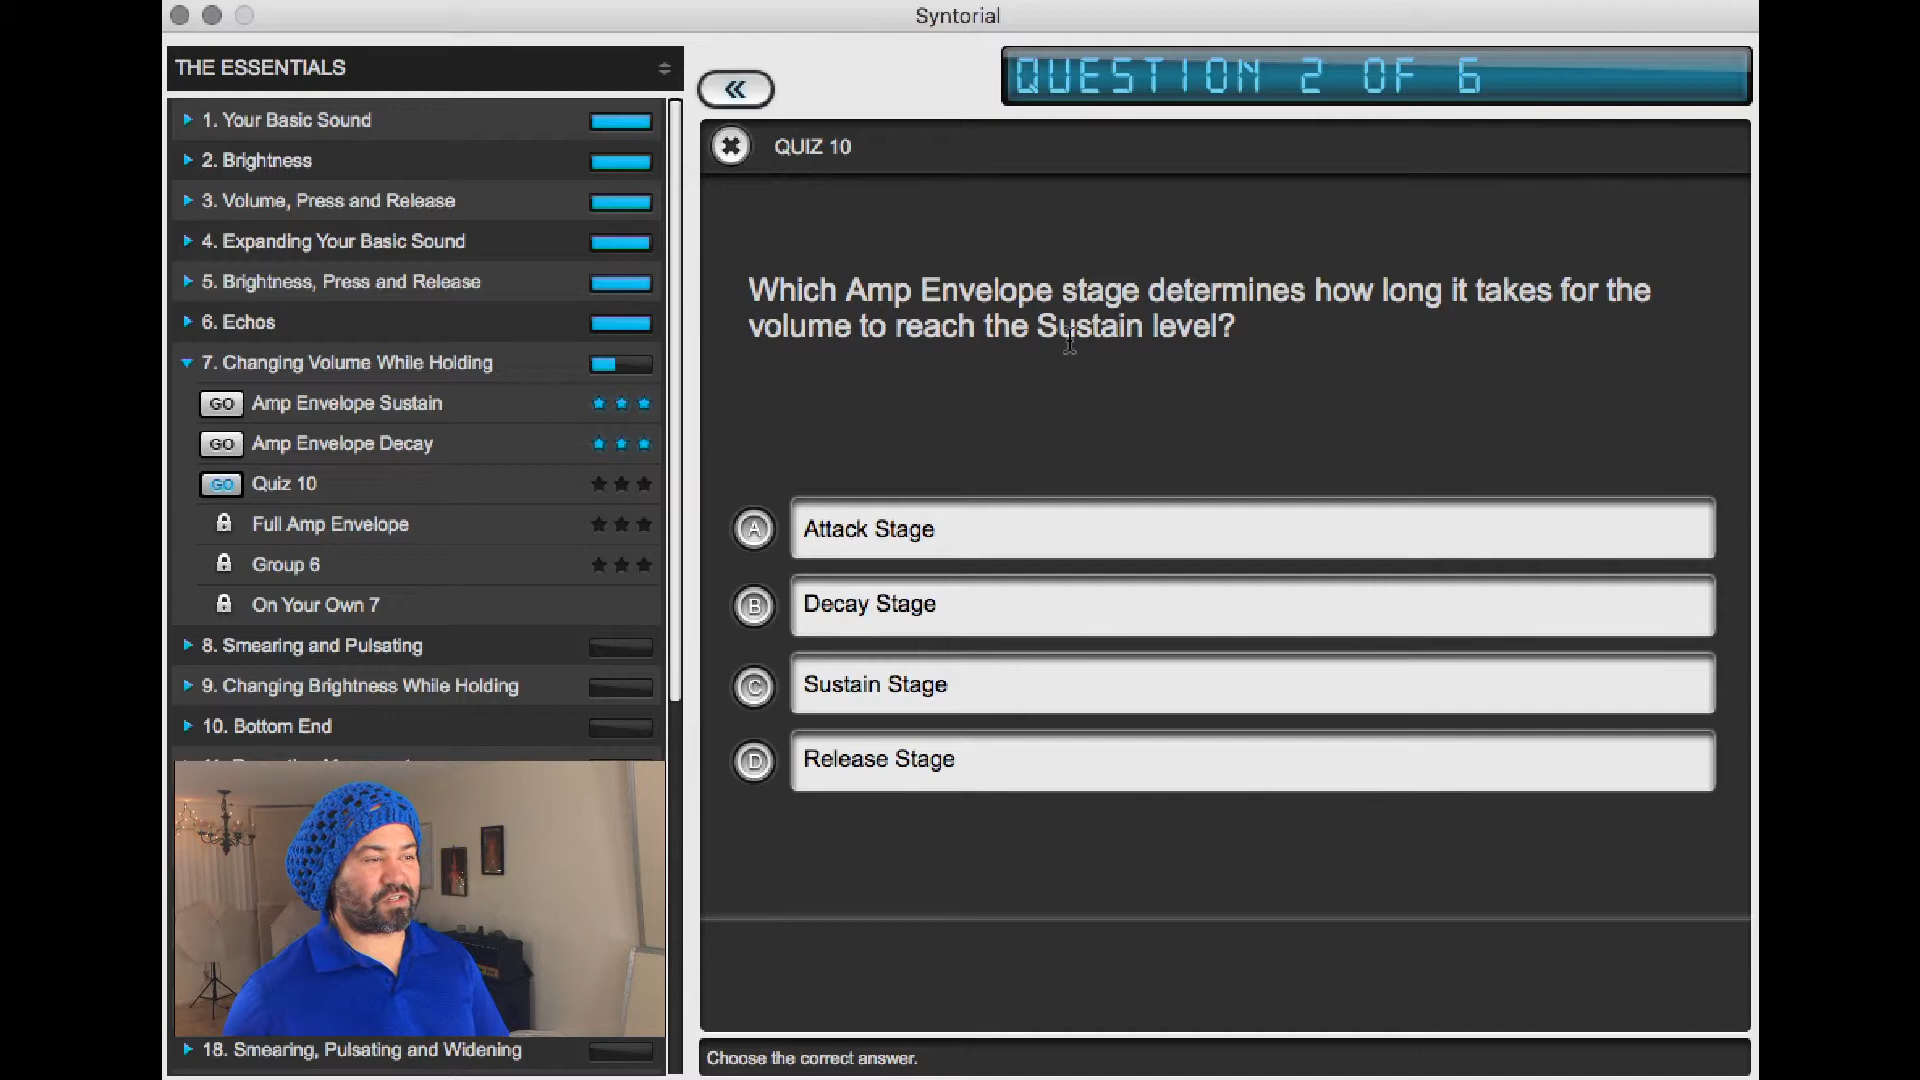 Syntorial
THE ESSENTIALS
1. Your Basic Sound
2. Brightness
3. Volume, Press and Release
4. Expanding Your Basic Sound
5. Brightness, Press and Release
6. Echos
7. Changing Volume While Holding
GO Amp Envelope Sustain
GO Amp Envelope Decay
GO Quiz 10
Full Amp Envelope
Group 6
On Your Own 7
8. Smearing and Pulsating
9. Changing Brightness While Holding
10. Bottom End
18. Smearing, Pulsating and Widening
«
QUESTION 2 OF 6
QUIZ 10
Which Amp Envelope stage determines how long it takes for the
volume to reach the Sustain level?
A Attack Stage
B Decay Stage
C Sustain Stage
D Release Stage
Choose the correct answer.